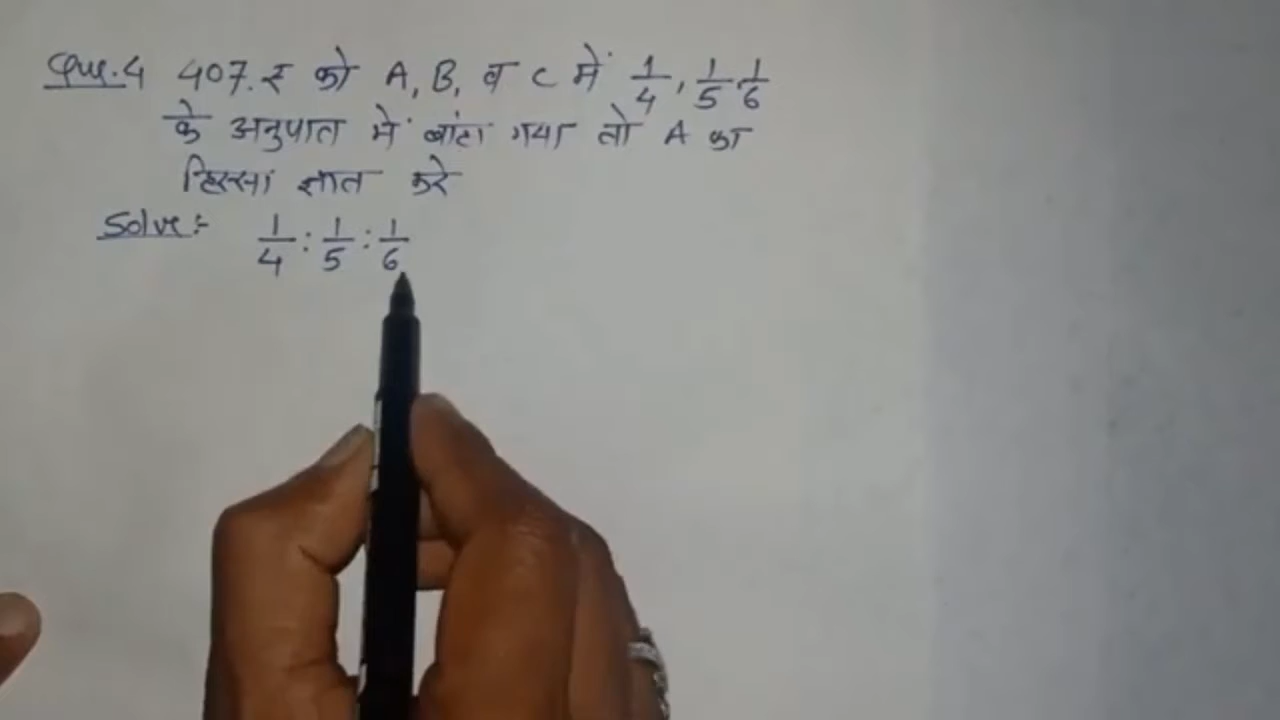 Que.4 407.₹ को A, B, व C में 1/4, 1/5 1/6
के अनुपात में बांटा गया तो A का
हिस्सा ज्ञात करे
Solve:- 1/4 : 1/5 : 1/6